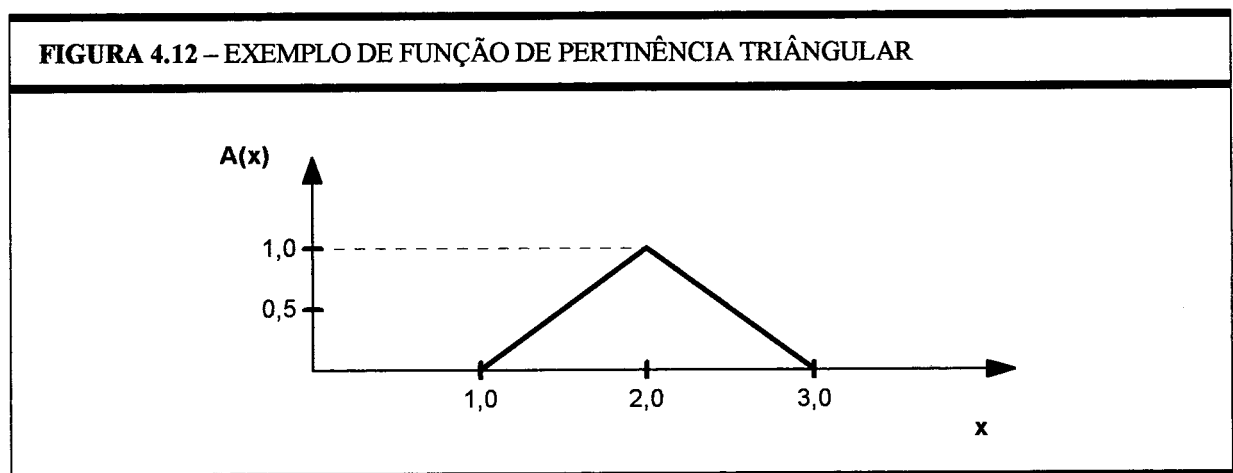 FIGURA 4.12 – EXEMPLO DE FUNÇÃO DE PERTINÊNCIA TRIÂNGULAR
A(x)
1,0
0,5
1,0 2,0 3,0
x